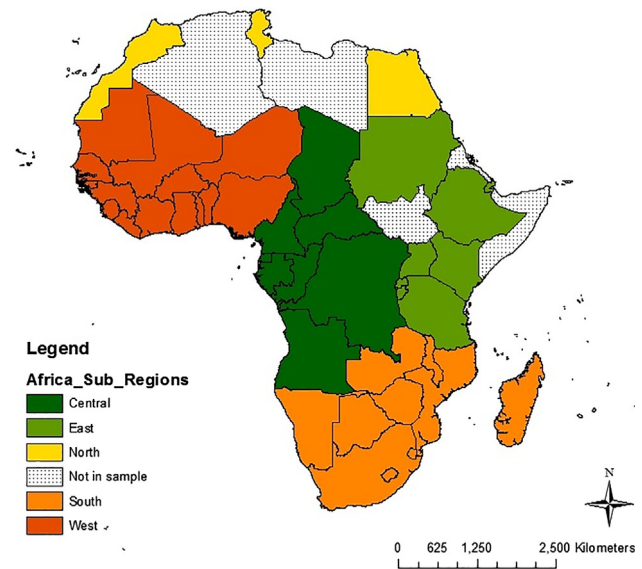 Legend
Africa_Sub_Regions
Central
East
North
Not in sample
South
West
N
0 625 1,250 2,500 Kilometers